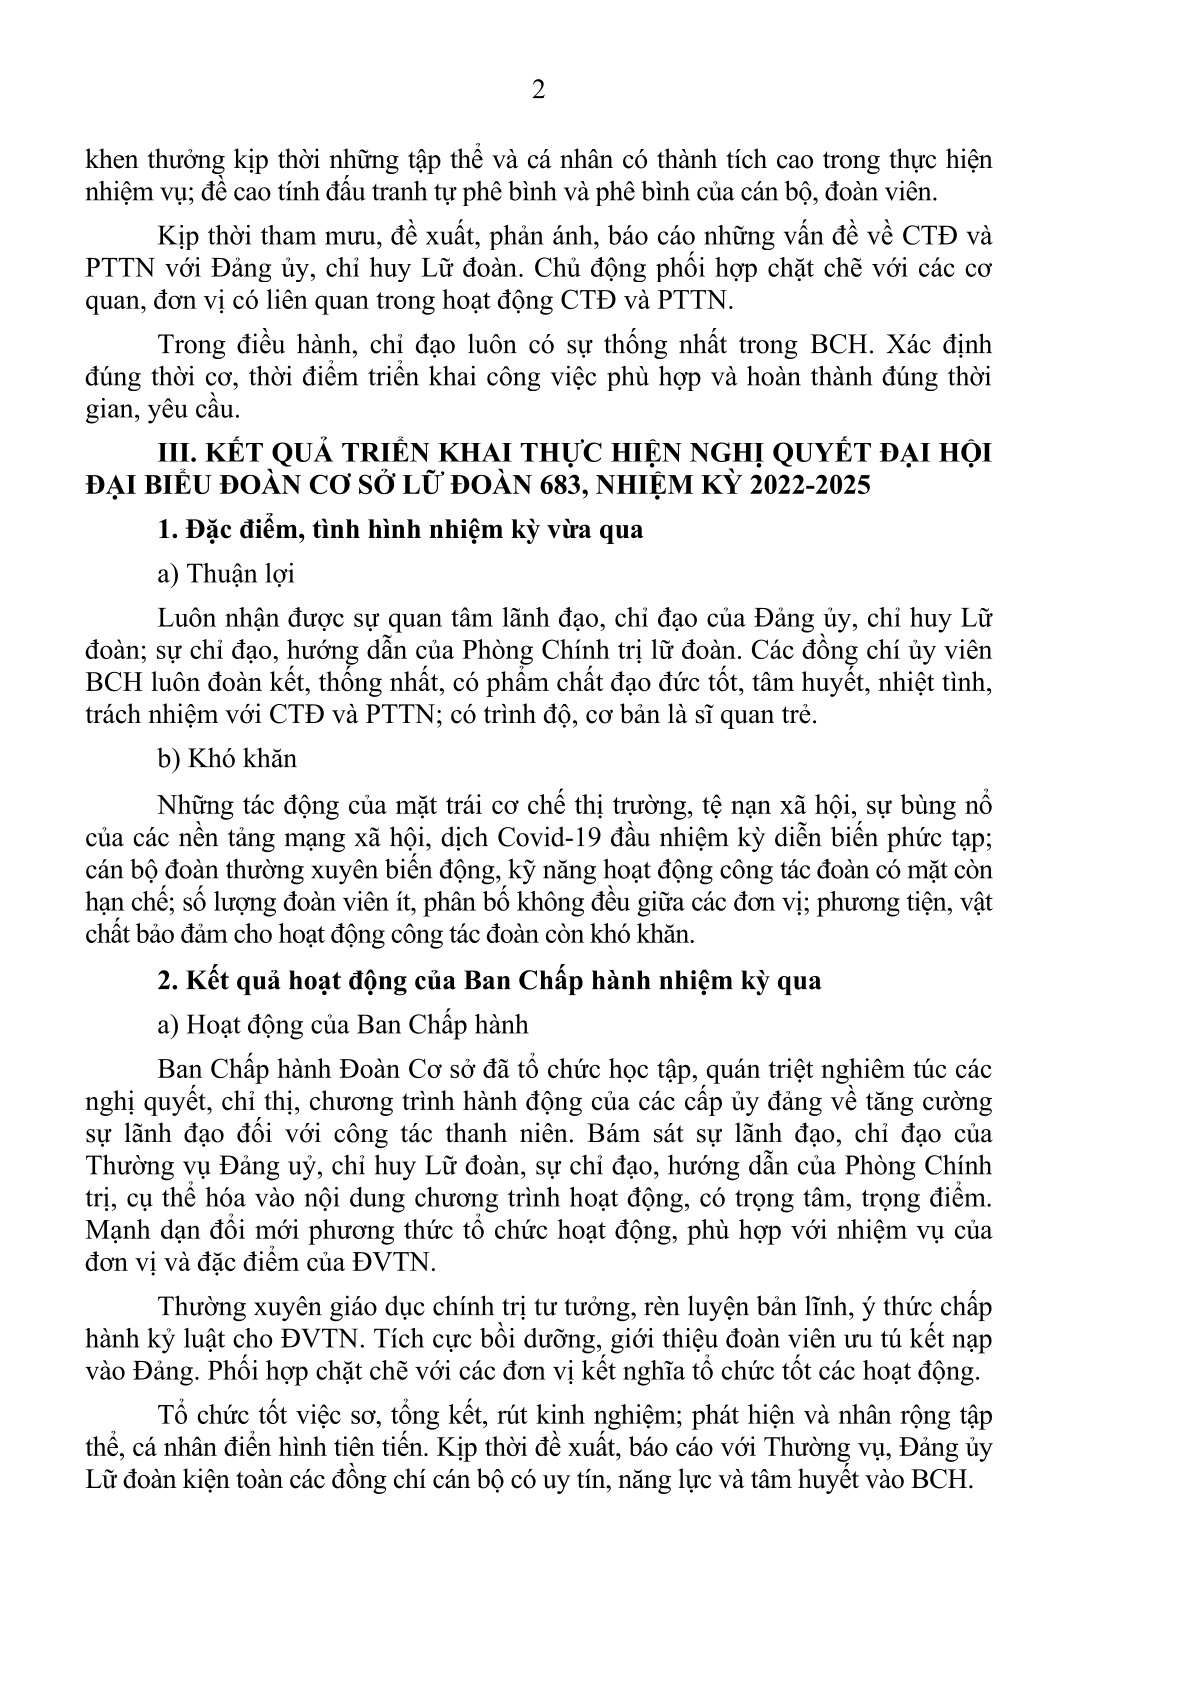 2
khen thưởng kịp thời những tập thể và cá nhân có thành tích cao trong thực hiện
nhiệm vụ; đề cao tính đấu tranh tự phê bình và phê bình của cán bộ, đoàn viên.
Kịp thời tham mưu, đề xuất, phản ánh, báo cáo những vấn đề về CTĐ và
PTTN với Đảng ủy, chỉ huy Lữ đoàn. Chủ động phối hợp chặt chẽ với các cơ
quan, đơn vị có liên quan trong hoạt động CTĐ và PTTN.
Trong điều hành, chỉ đạo luôn có sự thống nhất trong BCH. Xác định
đúng thời cơ, thời điểm triển khai công việc phù hợp và hoàn thành đúng thời
gian, yêu cầu.
III. KẾT QUẢ TRIỂN KHAI THỰC HIỆN NGHỊ QUYẾT ĐẠI HỘI
ĐẠI BIỂU ĐOÀN CƠ SỞ LỮ ĐOÀN 683, NHIỆM KỲ 2022-2025
1. Đặc điểm, tình hình nhiệm kỳ vừa qua
a) Thuận lợi
Luôn nhận được sự quan tâm lãnh đạo, chỉ đạo của Đảng ủy, chỉ huy Lữ
đoàn; sự chỉ đạo, hướng dẫn của Phòng Chính trị lữ đoàn. Các đồng chí ủy viên
BCH luôn đoàn kết, thống nhất, có phẩm chất đạo đức tốt, tâm huyết, nhiệt tình,
trách nhiệm với CTĐ và PTTN; có trình độ, cơ bản là sĩ quan trẻ.
b) Khó khăn
Những tác động của mặt trái cơ chế thị trường, tệ nạn xã hội, sự bùng nổ
của các nền tảng mạng xã hội, dịch Covid-19 đầu nhiệm kỳ diễn biến phức tạp;
cán bộ đoàn thường xuyên biến động, kỹ năng hoạt động công tác đoàn có mặt còn
hạn chế; số lượng đoàn viên ít, phân bố không đều giữa các đơn vị; phương tiện, vật
chất bảo đảm cho hoạt động công tác đoàn còn khó khăn.
2. Kết quả hoạt động của Ban Chấp hành nhiệm kỳ qua
a) Hoạt động của Ban Chấp hành
Ban Chấp hành Đoàn Cơ sở đã tổ chức học tập, quán triệt nghiêm túc các
nghị quyết, chỉ thị, chương trình hành động của các cấp ủy đảng về tăng cường
sự lãnh đạo đối với công tác thanh niên. Bám sát sự lãnh đạo, chỉ đạo của
Thường vụ Đảng uỷ, chỉ huy Lữ đoàn, sự chỉ đạo, hướng dẫn của Phòng Chính
trị, cụ thể hóa vào nội dung chương trình hoạt động, có trọng tâm, trọng điểm.
Mạnh dạn đổi mới phương thức tổ chức hoạt động, phù hợp với nhiệm vụ của
đơn vị và đặc điểm của ĐVTN.
Thường xuyên giáo dục chính trị tư tưởng, rèn luyện bản lĩnh, ý thức chấp
hành kỷ luật cho ĐVTN. Tích cực bồi dưỡng, giới thiệu đoàn viên ưu tú kết nạp
vào Đảng. Phối hợp chặt chẽ với các đơn vị kết nghĩa tổ chức tốt các hoạt động.
Tổ chức tốt việc sơ, tổng kết, rút kinh nghiệm; phát hiện và nhân rộng tập
thể, cá nhân điển hình tiên tiến. Kịp thời đề xuất, báo cáo với Thường vụ, Đảng ủy
Lữ đoàn kiện toàn các đồng chí cán bộ có uy tín, năng lực và tâm huyết vào BCH.